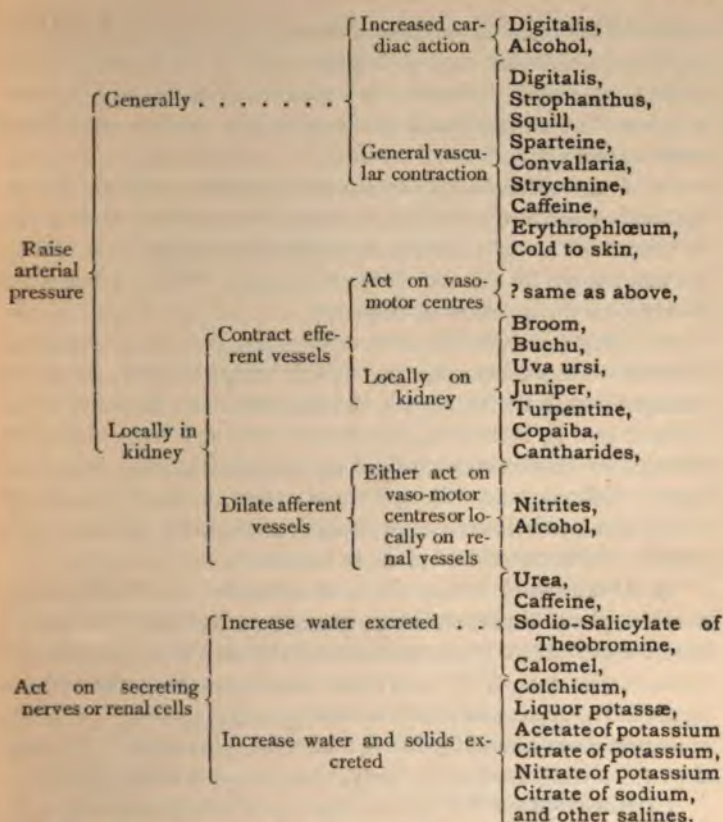 Increased car-
diac action
Digitalis,
Alcohol,
Generally . . . . . . .
General vascu-
lar contraction
Digitalis,
Strophanthus,
Squill,
Sparteine,
Convallaria,
Strychnine,
Caffeine,
Erythrophlœum,
Cold to skin,
Raise
arterial
pressure
Locally in
kidney
Contract effe-
rent vessels
Act on vaso-
motor centres
? same as above,
Locally on
kidney
Broom,
Buchu,
Uva ursi,
Juniper,
Turpentine,
Copaiba,
Cantharides,
Dilate afferent
vessels
Either act on
vaso-motor
centres or lo-
cally on re-
nal vessels
Nitrites,
Alcohol,
Act on secreting
nerves or renal cells
Increase water excreted . .
Urea,
Caffeine,
Sodio-Salicylate of
Theobromine,
Calomel,
Increase water and solids ex-
creted
Colchicum,
Liquor potassæ,
Acetate of potassium
Citrate of potassium,
Nitrate of potassium
Citrate of sodium,
and other salines.